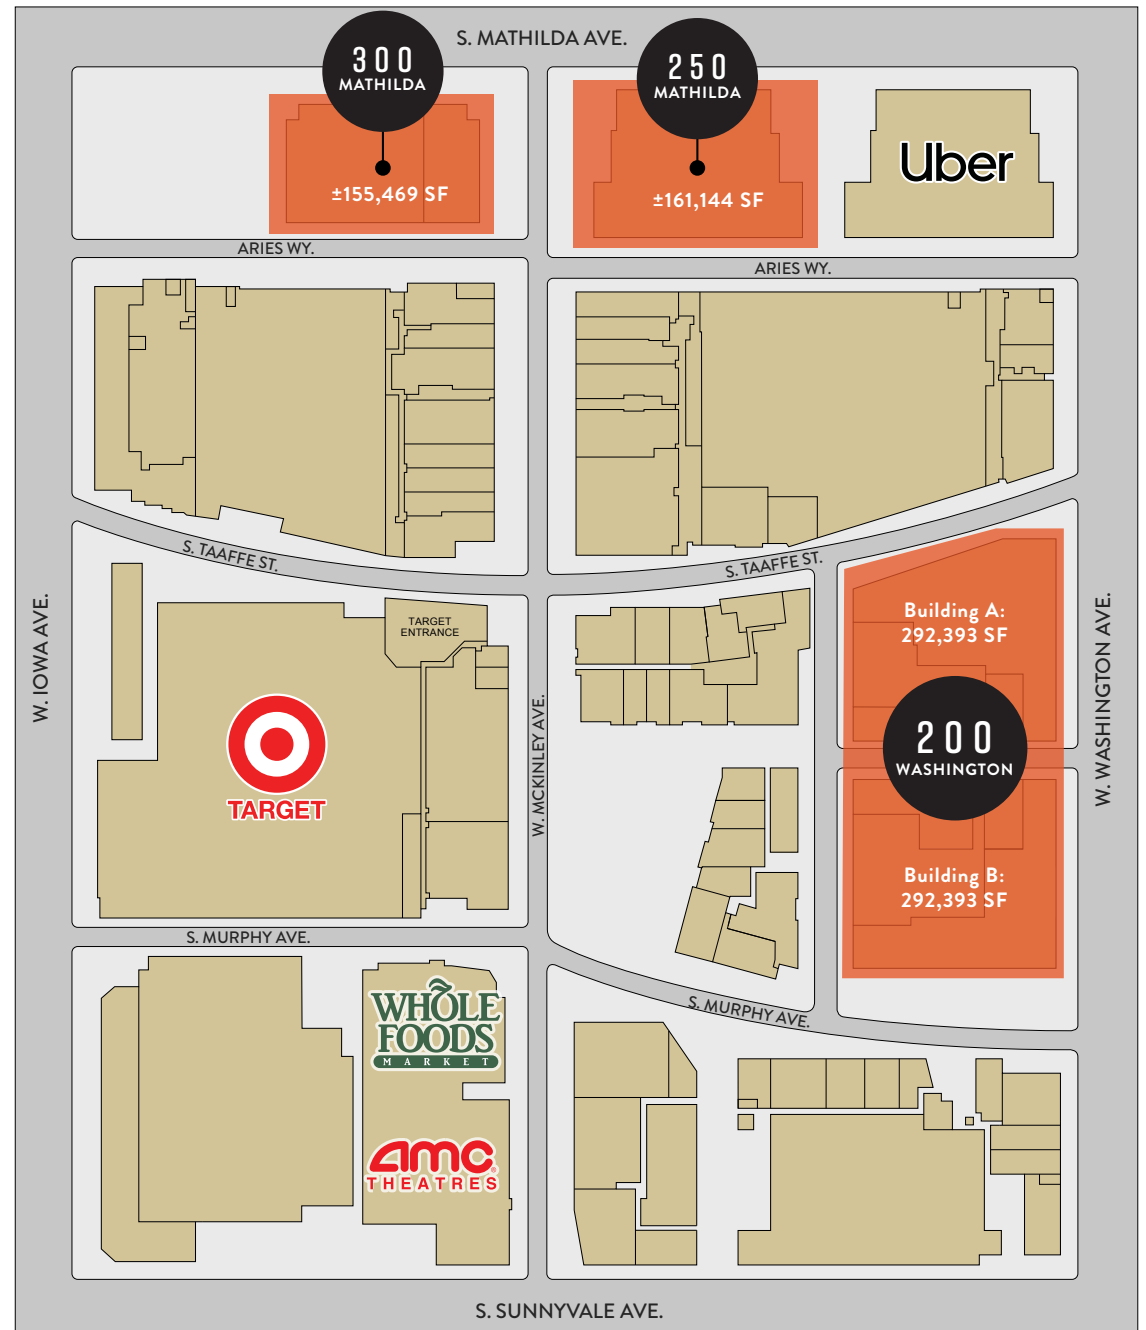 S. MATHILDA AVE.
300
MATHILDA
±155,469 SF
250
MATHILDA
±161,144 SF
Uber
ARIES WY.
ARIES WY.
S. TAAFFE ST.
S. TAAFFE ST.
W. IOWA AVE.
TARGET
ENTRANCE
TARGET
W. MCKINLEY AVE.
Building A:
292,393 SF
200
WASHINGTON
Building B:
292,393 SF
W. WASHINGTON AVE.
S. MURPHY AVE.
S. MURPHY AVE.
WHOLE
FOODS
MARKET
amc
THEATRES
S. SUNNYVALE AVE.